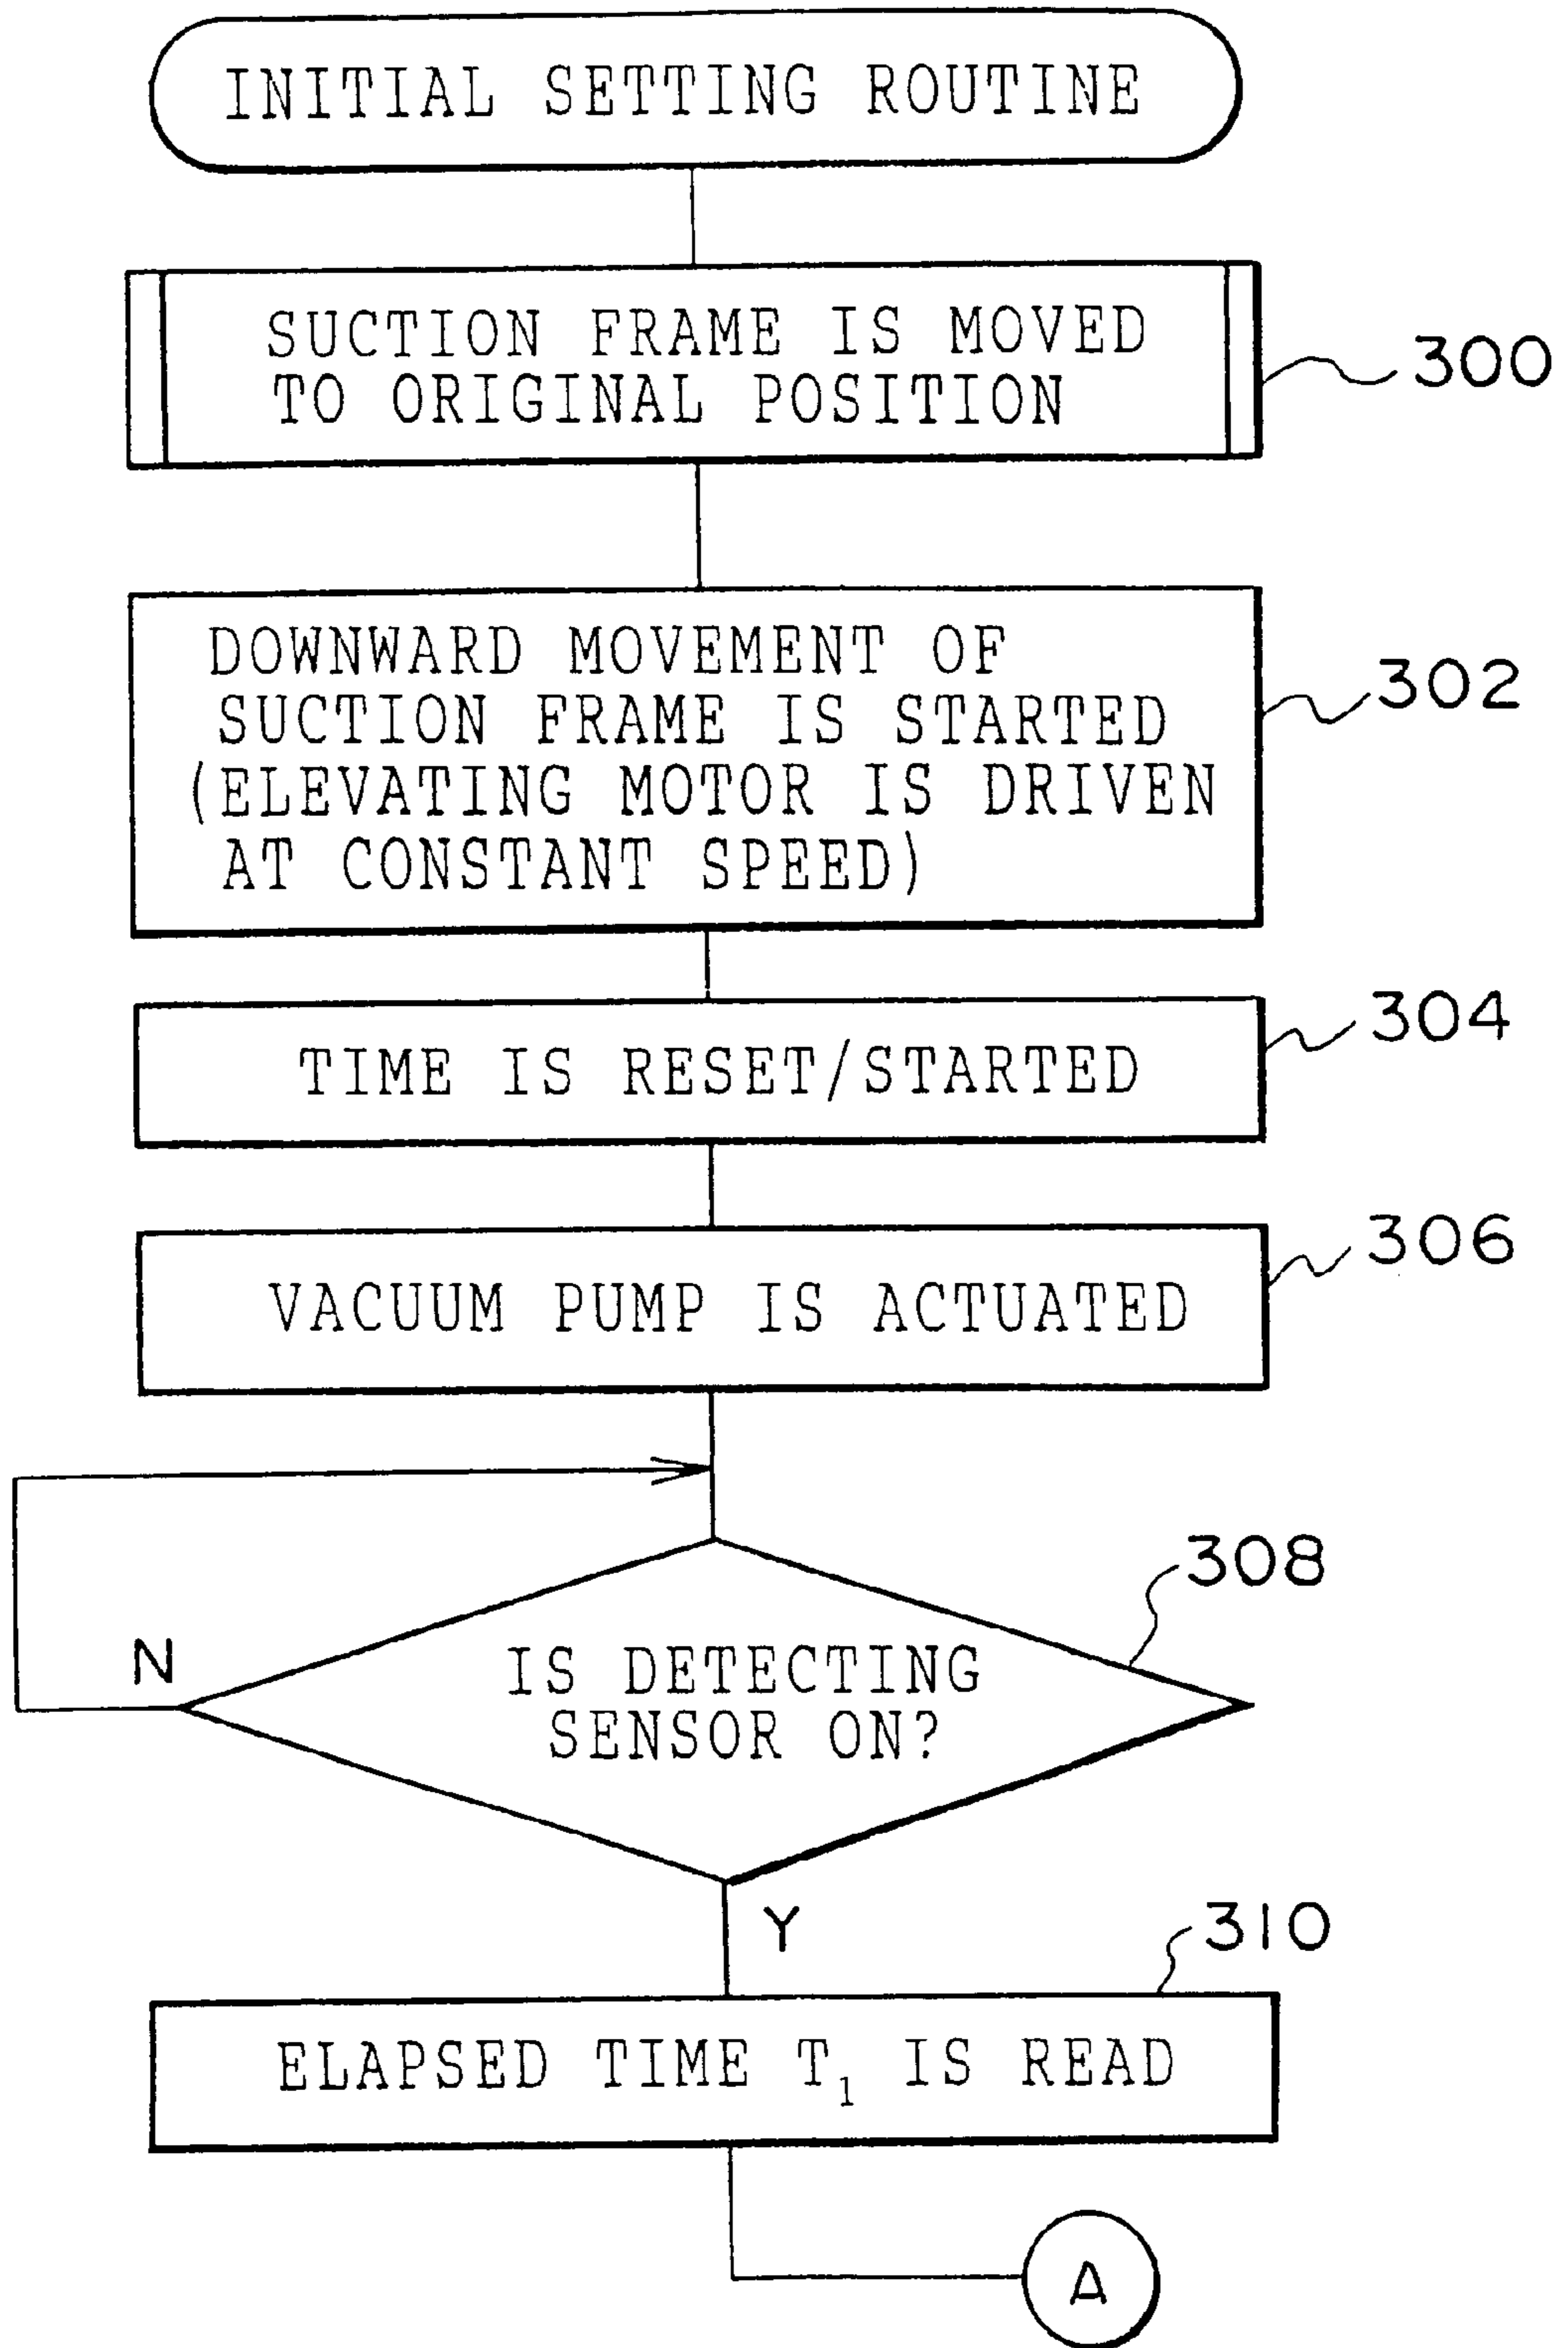 INITIAL SETTING ROUTINE
SUCTION FRAME IS MOVED
TO ORIGINAL POSITION
300
DOWNWARD MOVEMENT OF
SUCTION FRAME IS STARTED
(ELEVATING MOTOR IS DRIVEN
AT CONSTANT SPEED)
302
TIME IS RESET/STARTED
304
VACUUM PUMP IS ACTUATED
306
308
N
IS DETECTING
SENSOR ON?
Y
310
ELAPSED TIME T₁ IS READ
A